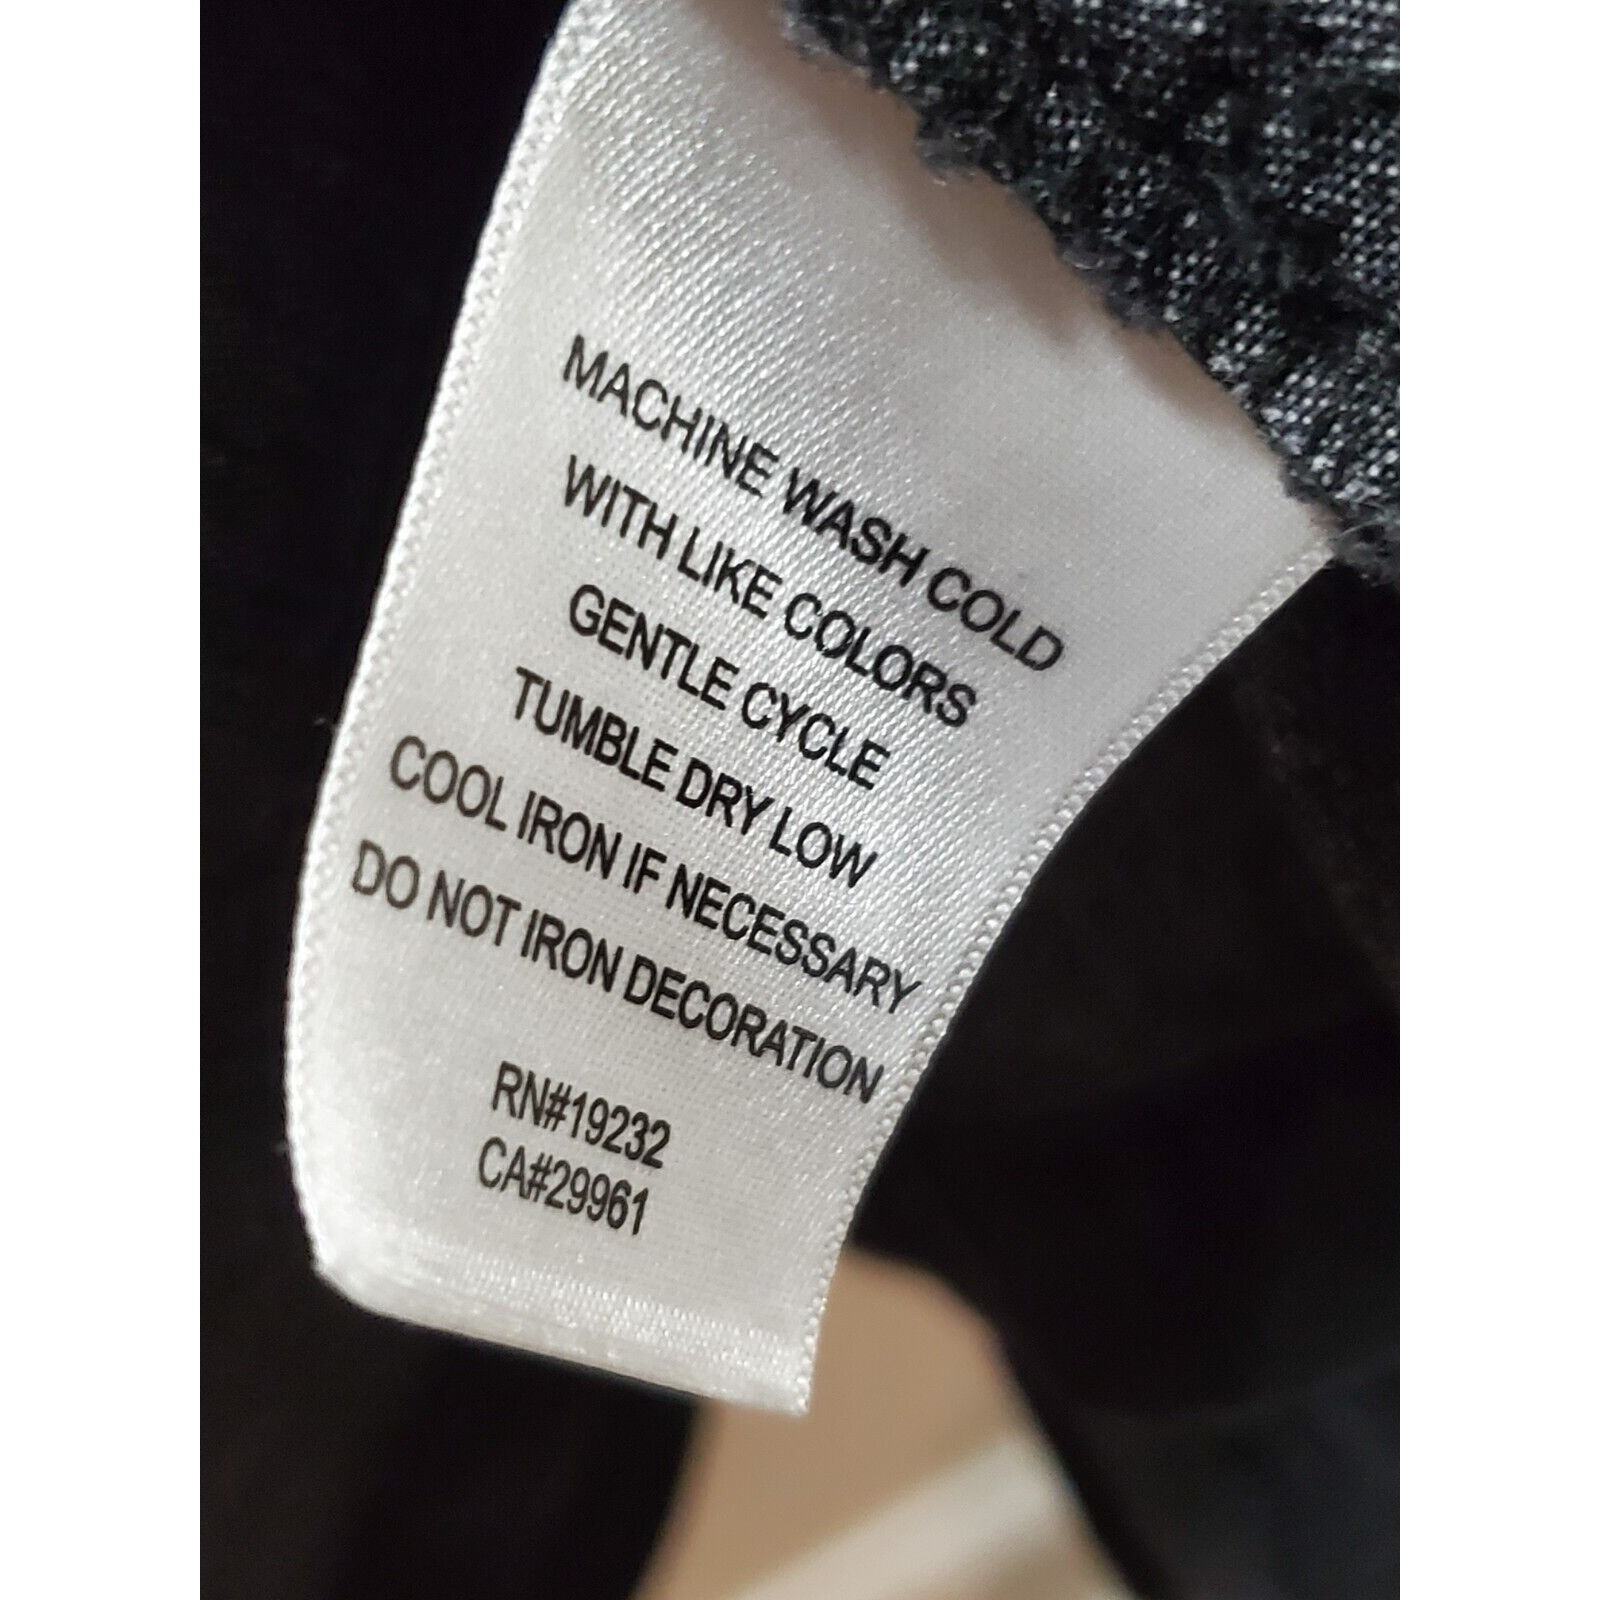 MACHINE WASH COLD
WITH LIKE COLORS
GENTLE CYCLE
TUMBLE DRY LOW
COOL IRON IF NECESSARY
DO NOT IRON DECORATION
RN#19232
CA#29961